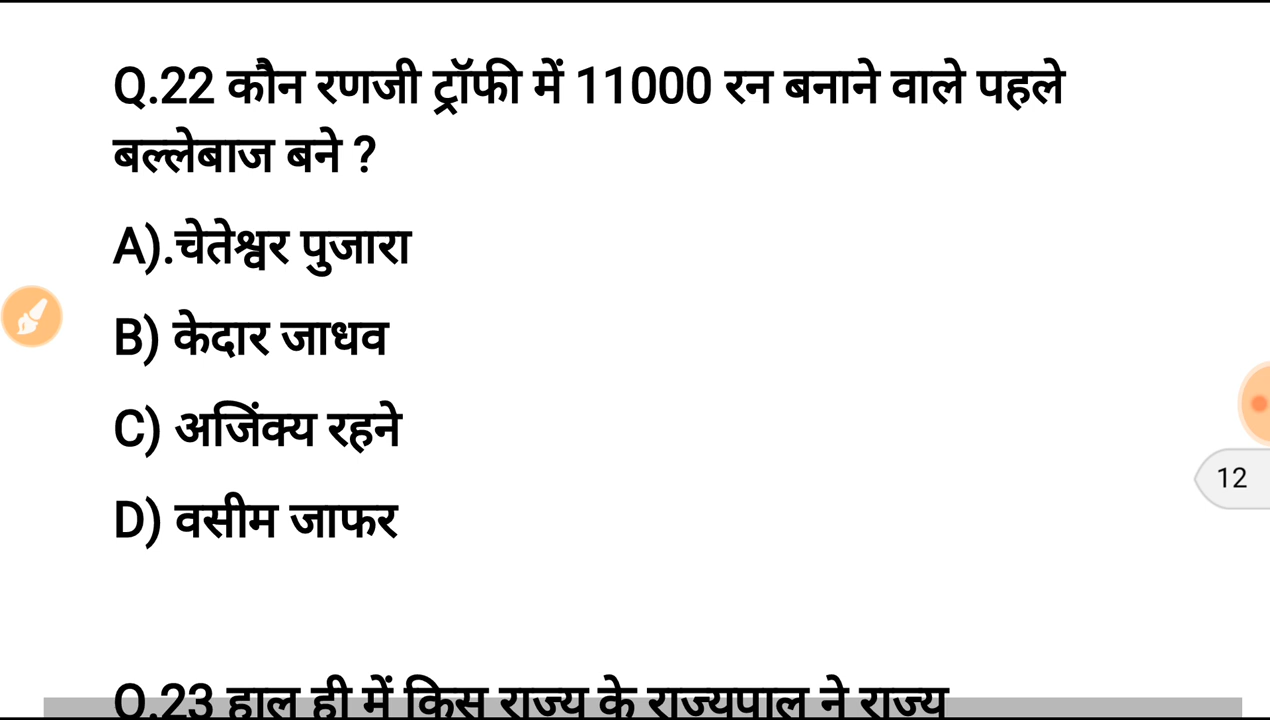 Q.22 कौन रणजी ट्रॉफी में 11000 रन बनाने वाले पहले
बल्लेबाज बने ?
A).चेतेश्वर पुजारा
B) केदार जाधव
C) अजिंक्य रहने
D) वसीम जाफर
12
Q.23 हाल ही में किस राज्य के राज्यपाल ने राज्य